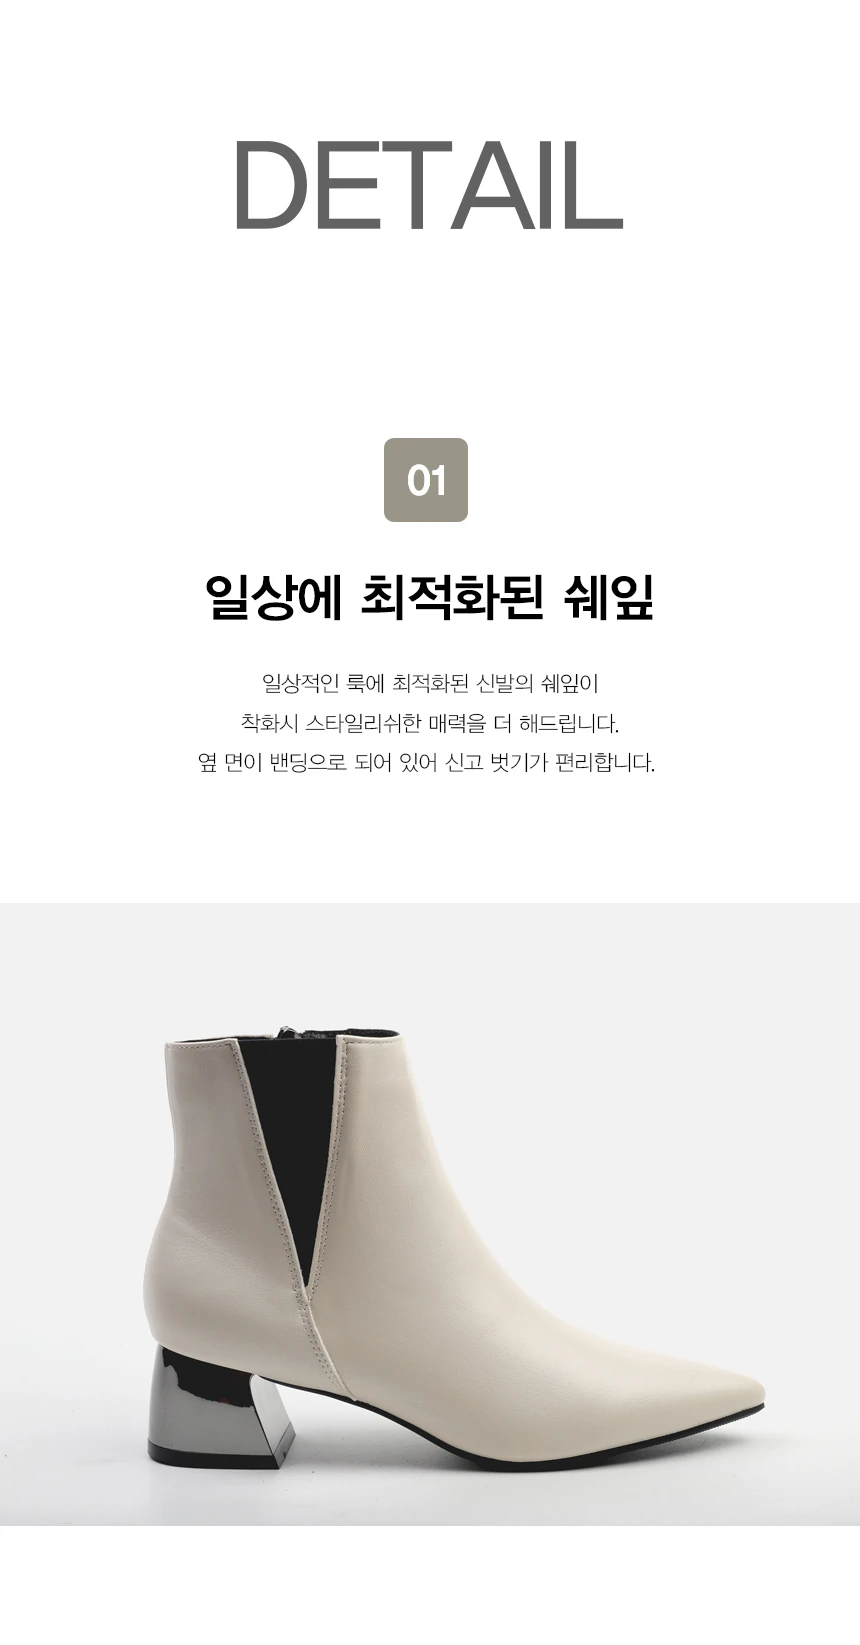 DETAIL
01
일상에 최적화된 쉐잎
일상적인 룩에 최적화된 신발의 쉐잎이
착화시 스타일리쉬한 매력을 더 해드립니다.
옆 면이 밴딩으로 되어 있어 신고 벗기가 편리합니다.